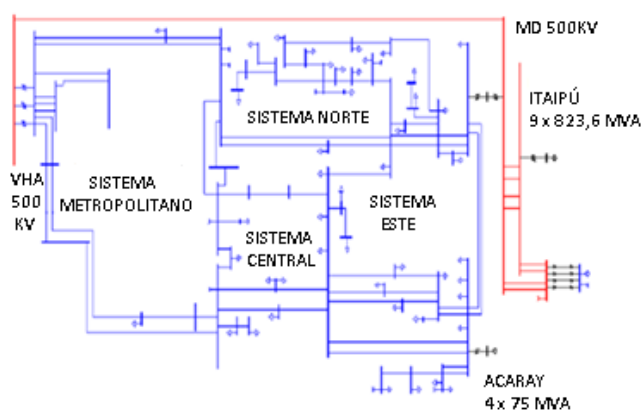 MD 500KV
ITAIPÚ
9 x 823,6 MVA
SISTEMA NORTE
VHA
500
KV
SISTEMA
METROPOLITANO
SISTEMA
ESTE
SISTEMA
CENTRAL
ACARAY
4 x 75 MVA